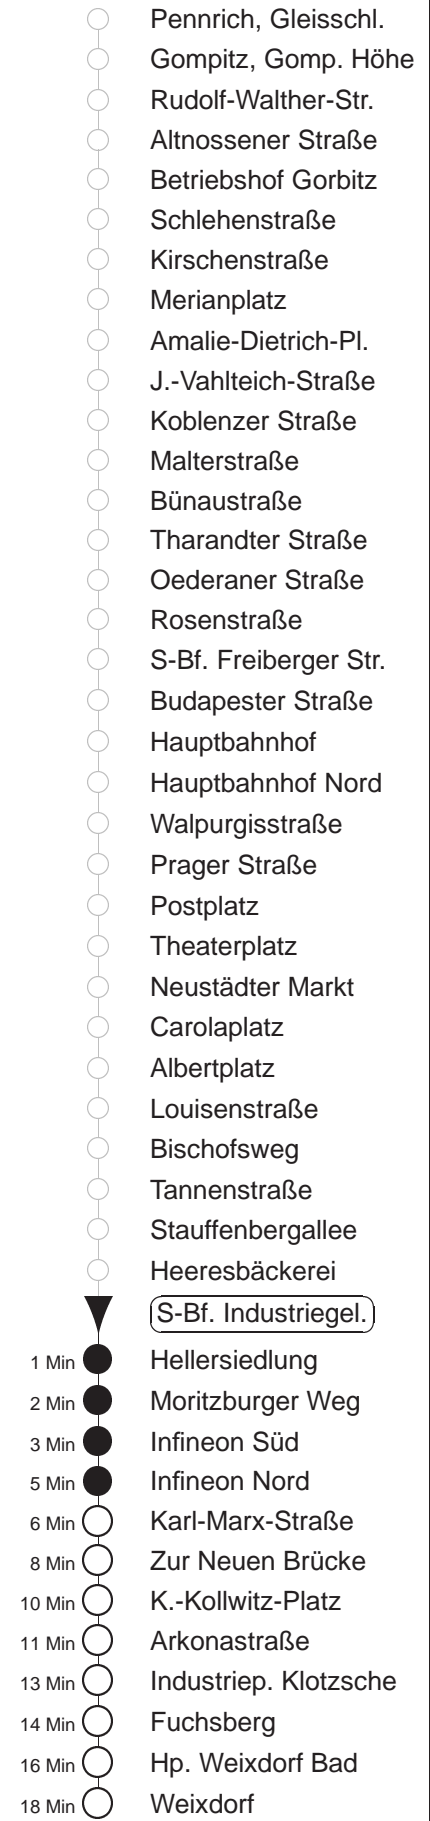 Pennrich, Gleisschl.
Gompitz, Gomp. Höhe
Rudolf-Walther-Str.
Altnossener Straße
Betriebshof Gorbitz
Schlehenstraße
Kirschenstraße
Merianplatz
Amalie-Dietrich-Pl.
J.-Vahlteich-Straße
Koblenzer Straße
Malterstraße
Bünaustraße
Tharandter Straße
Oederaner Straße
Rosenstraße
S-Bf. Freiberger Str.
Budapester Straße
Hauptbahnhof
Hauptbahnhof Nord
Walpurgisstraße
Prager Straße
Postplatz
Theaterplatz
Neustädter Markt
Carolaplatz
Albertplatz
Louisenstraße
Bischofsweg
Tannenstraße
Stauffenbergallee
Heeresbäckerei
S-Bf. Industriegel.
1 Min Hellersiedlung
2 Min Moritzburger Weg
3 Min Infineon Süd
5 Min Infineon Nord
6 Min Karl-Marx-Straße
8 Min Zur Neuen Brücke
10 Min K.-Kollwitz-Platz
11 Min Arkonastraße
13 Min Industriep. Klotzsche
14 Min Fuchsberg
16 Min Hp. Weixdorf Bad
18 Min Weixdorf